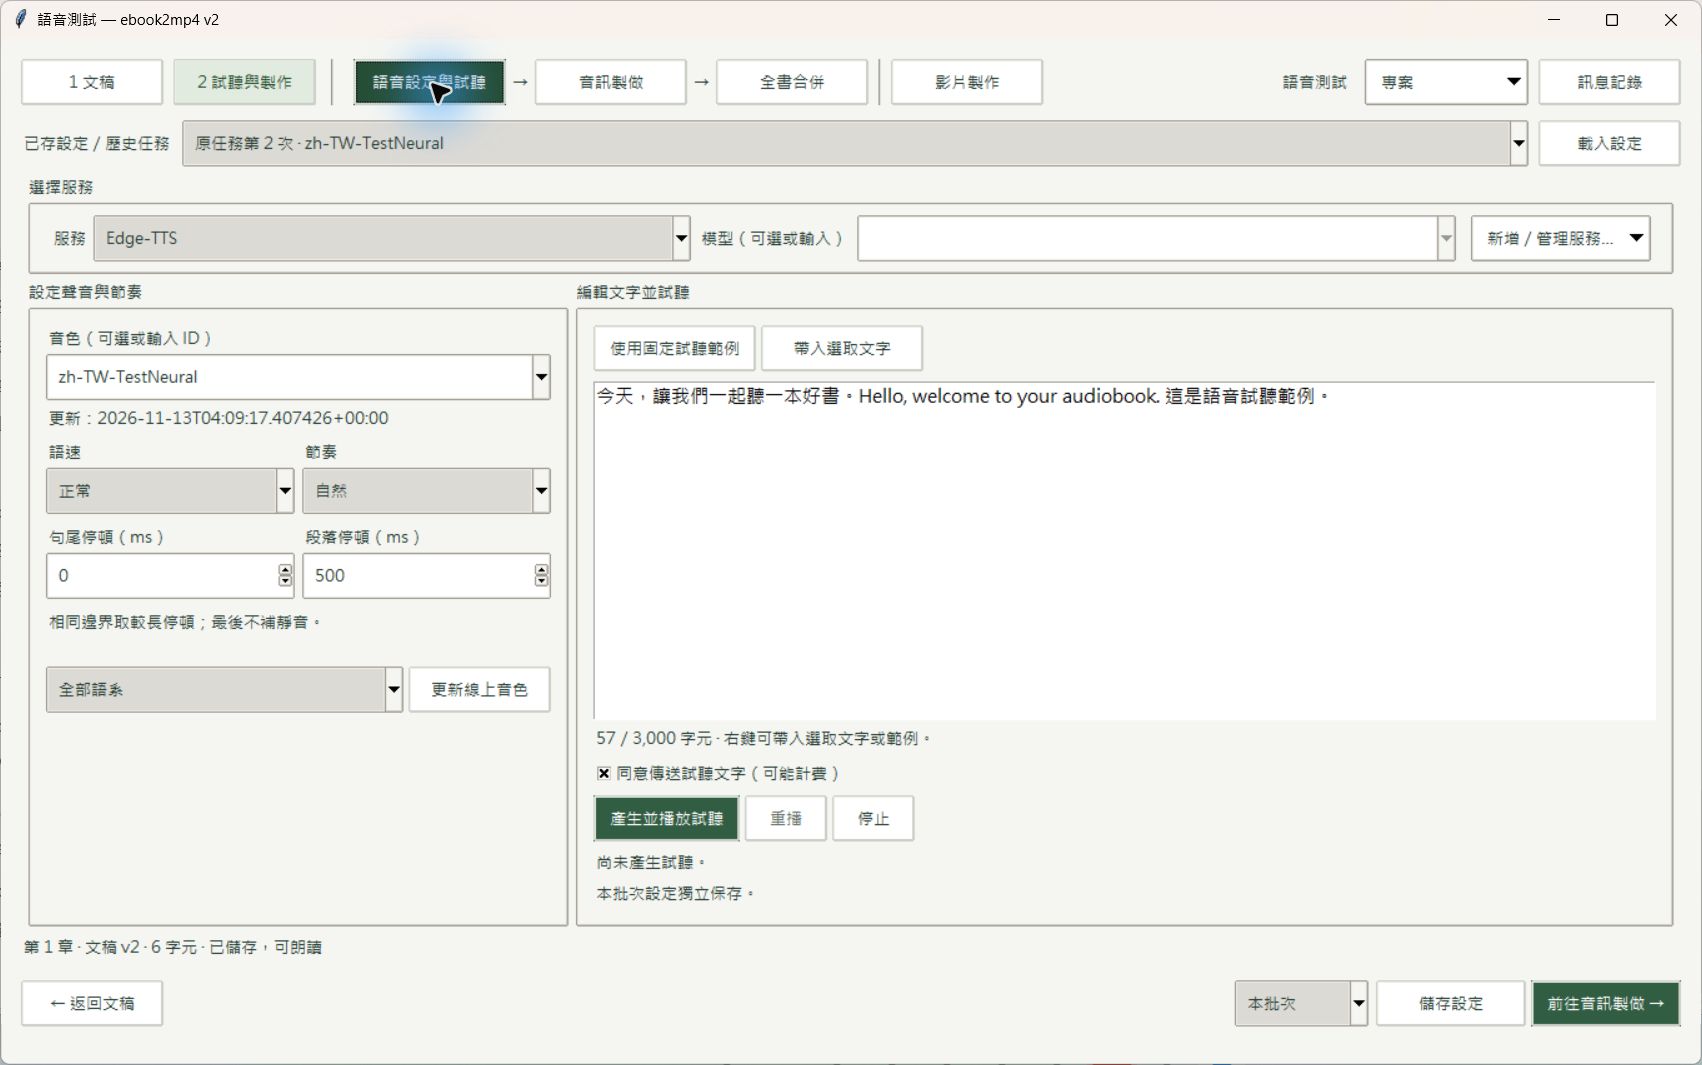 語音測試 — ebook2mp4 v2
1 文稿
2 試聽與製作
語音設定與試聽
→
音訊製做
→
全書合併
影片製作
語音測試
專案
訊息記錄
已存設定 / 歷史任務
原任務第 2 次 · zh-TW-TestNeural
載入設定
選擇服務
服務
Edge-TTS
模型（可選或輸入）
新增 / 管理服務...
設定聲音與節奏
音色（可選或輸入 ID）
zh-TW-TestNeural
更新：2026-11-13T04:09:17.407426+00:00
語速
節奏
正常
自然
句尾停頓（ms）
段落停頓（ms）
0
500
相同邊界取較長停頓；最後不補靜音。
全部語系
更新線上音色
編輯文字並試聽
使用固定試聽範例
帶入選取文字
今天，讓我們一起聽一本好書。Hello, welcome to your audiobook. 這是語音試聽範例。
57 / 3,000 字元 · 右鍵可帶入選取文字或範例。
同意傳送試聽文字（可能計費）
產生並播放試聽
重播
停止
尚未產生試聽。
本批次設定獨立保存。
第 1 章 · 文稿 v2 · 6 字元 · 已儲存，可朗讀
← 返回文稿
本批次
儲存設定
前往音訊製做 →